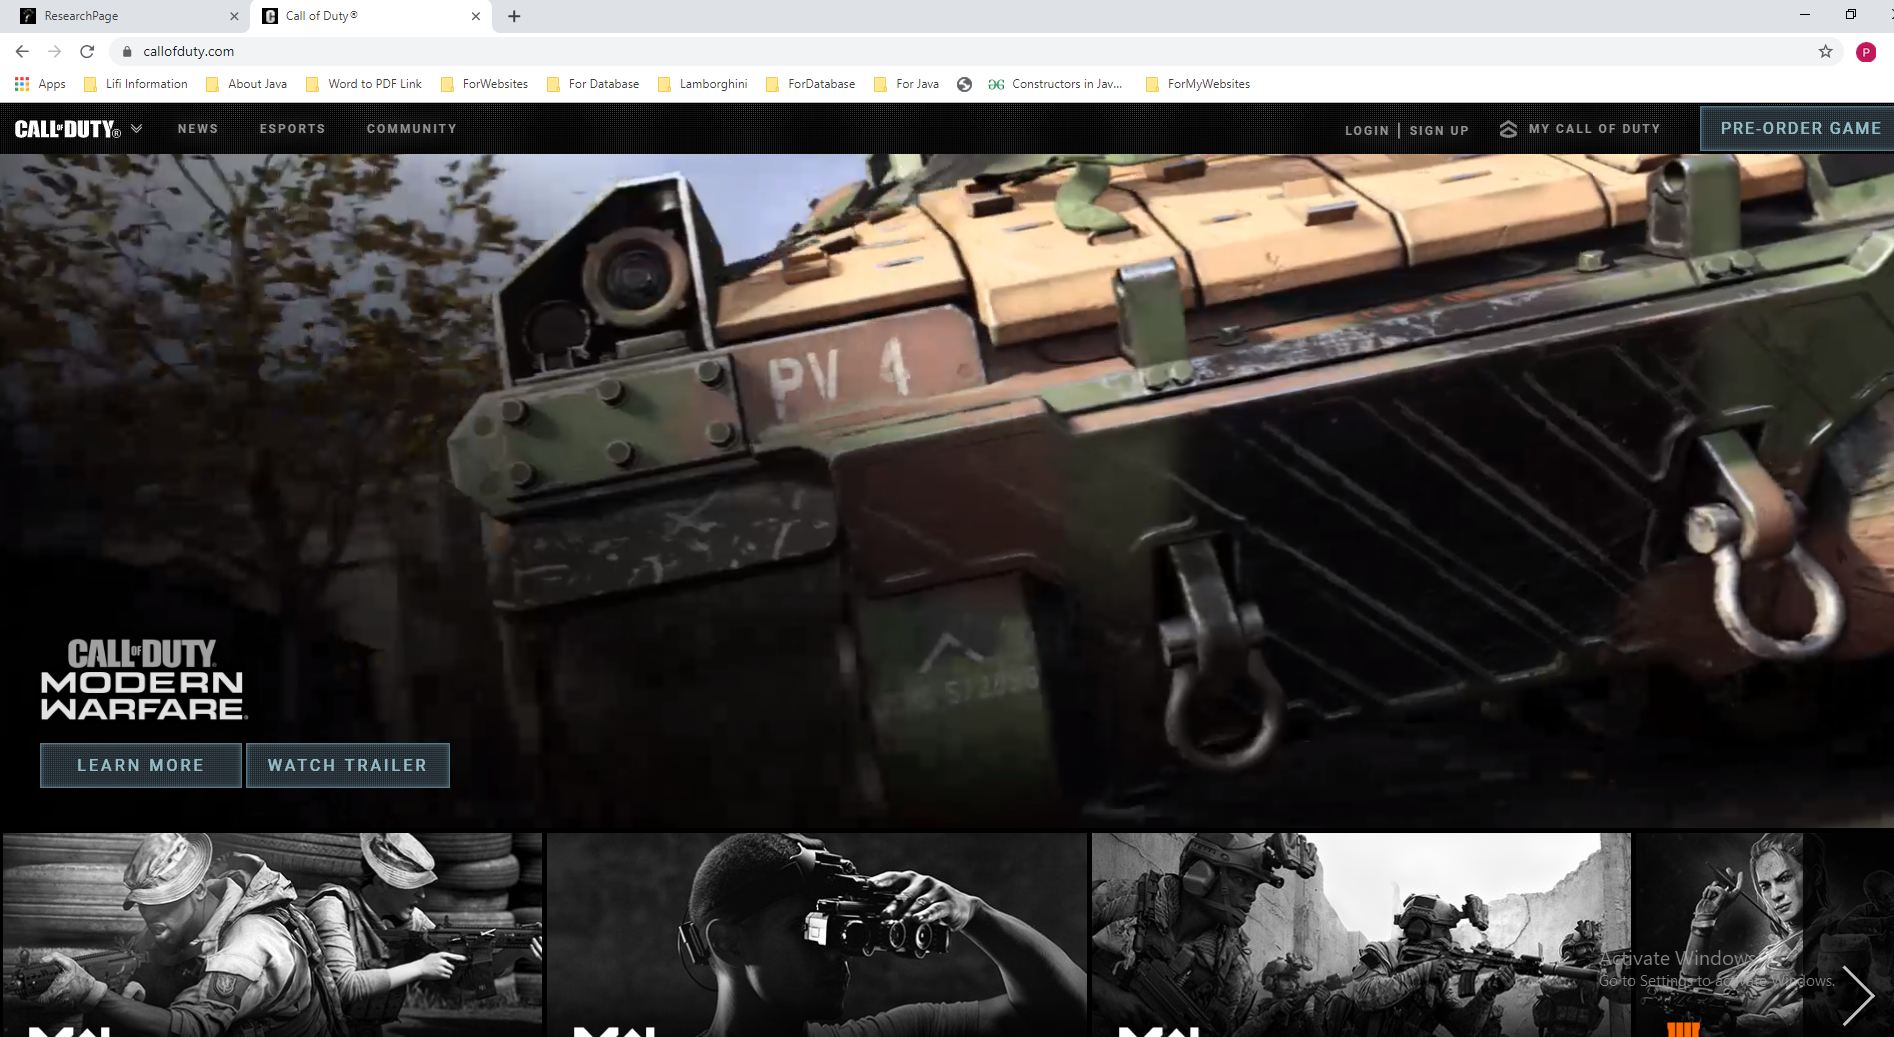 ResearchPage
Call of Duty®
callofduty.com
P
Apps
Lifi Information
About Java
Word to PDF Link
ForWebsites
For Database
Lamborghini
ForDatabase
For Java
Constructors in Jav...
ForMyWebsites
CALL OF DUTY®
NEWS
ESPORTS
COMMUNITY
LOGIN | SIGN UP
MY CALL OF DUTY
PRE-ORDER GAME
PV 4
CALL OF DUTY®
MODERN
WARFARE®
LEARN MORE
WATCH TRAILER
Activate Windows
Go to Settings to activate Windows.